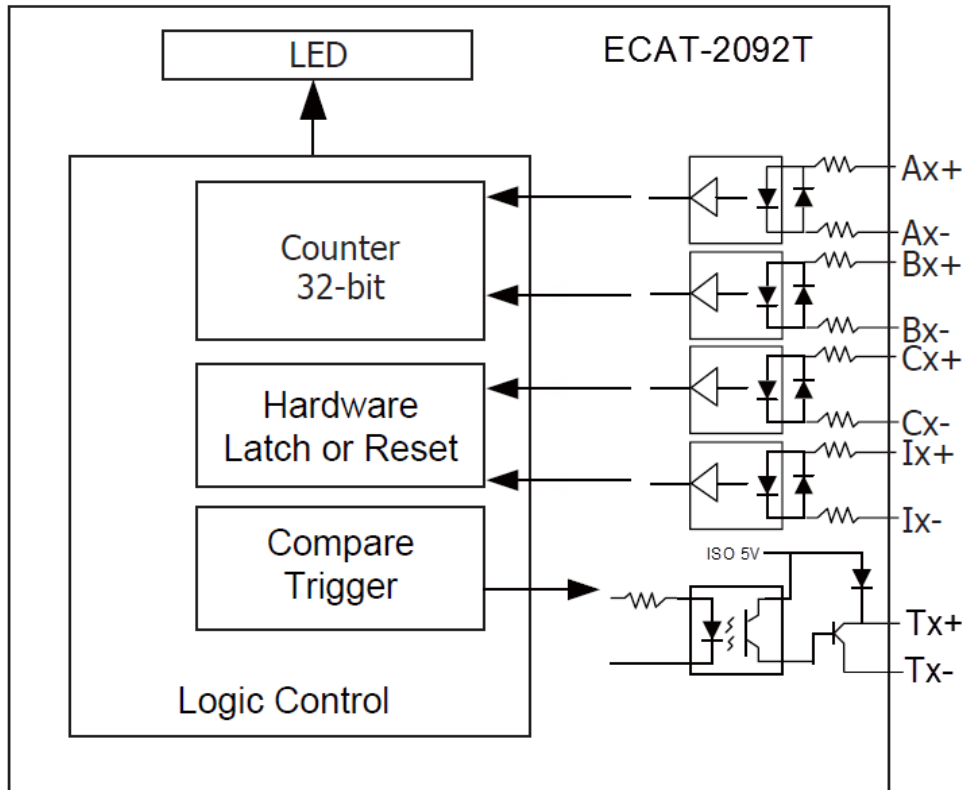 LED
ECAT-2092T
Counter
32-bit
Hardware
Latch or Reset
Compare
Trigger
Logic Control
Ax+
Ax-
Bx+
Bx-
Cx+
Cx-
Ix+
Ix-
ISO 5V
Tx+
Tx-